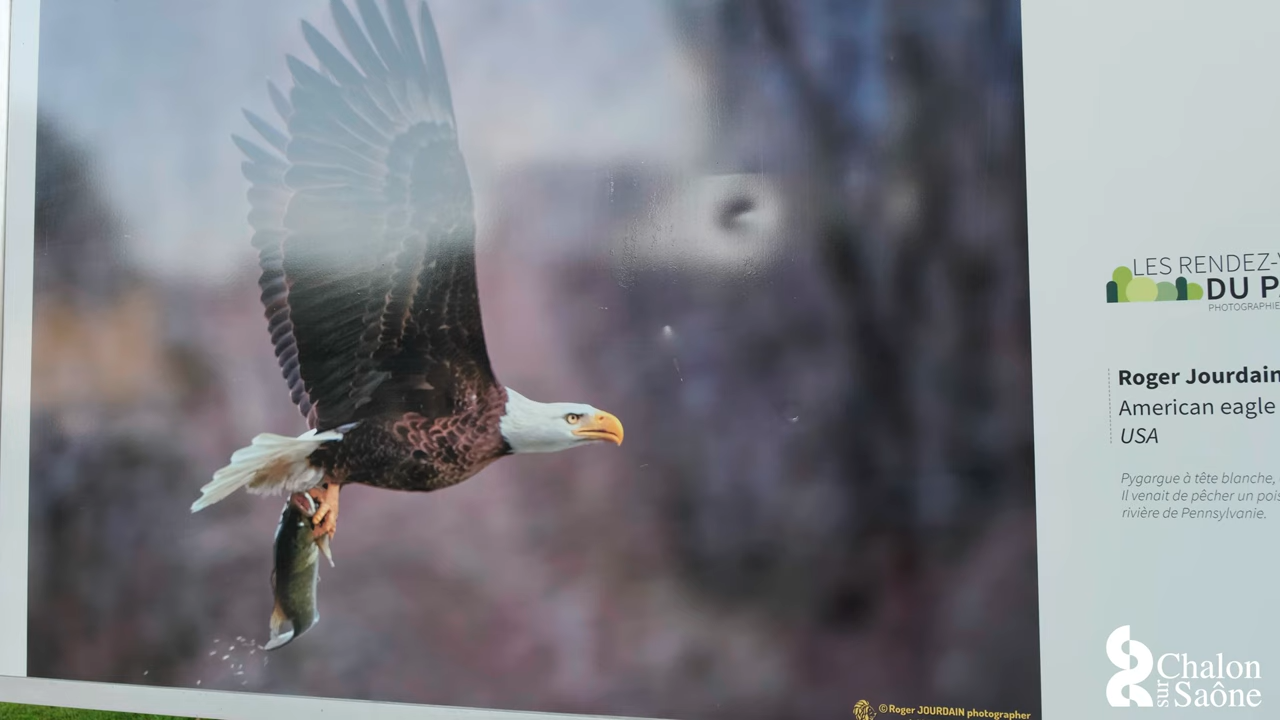 LES RENDEZ-
DU
PHOTOGRAPHIE
Roger Jourdain
American eagle
USA
Pygargue à tête blanche,
Il venait de pêcher un
rivière de Pennsylvanie.
Chalon
sur Saône
©Roger JOURDAIN photographer